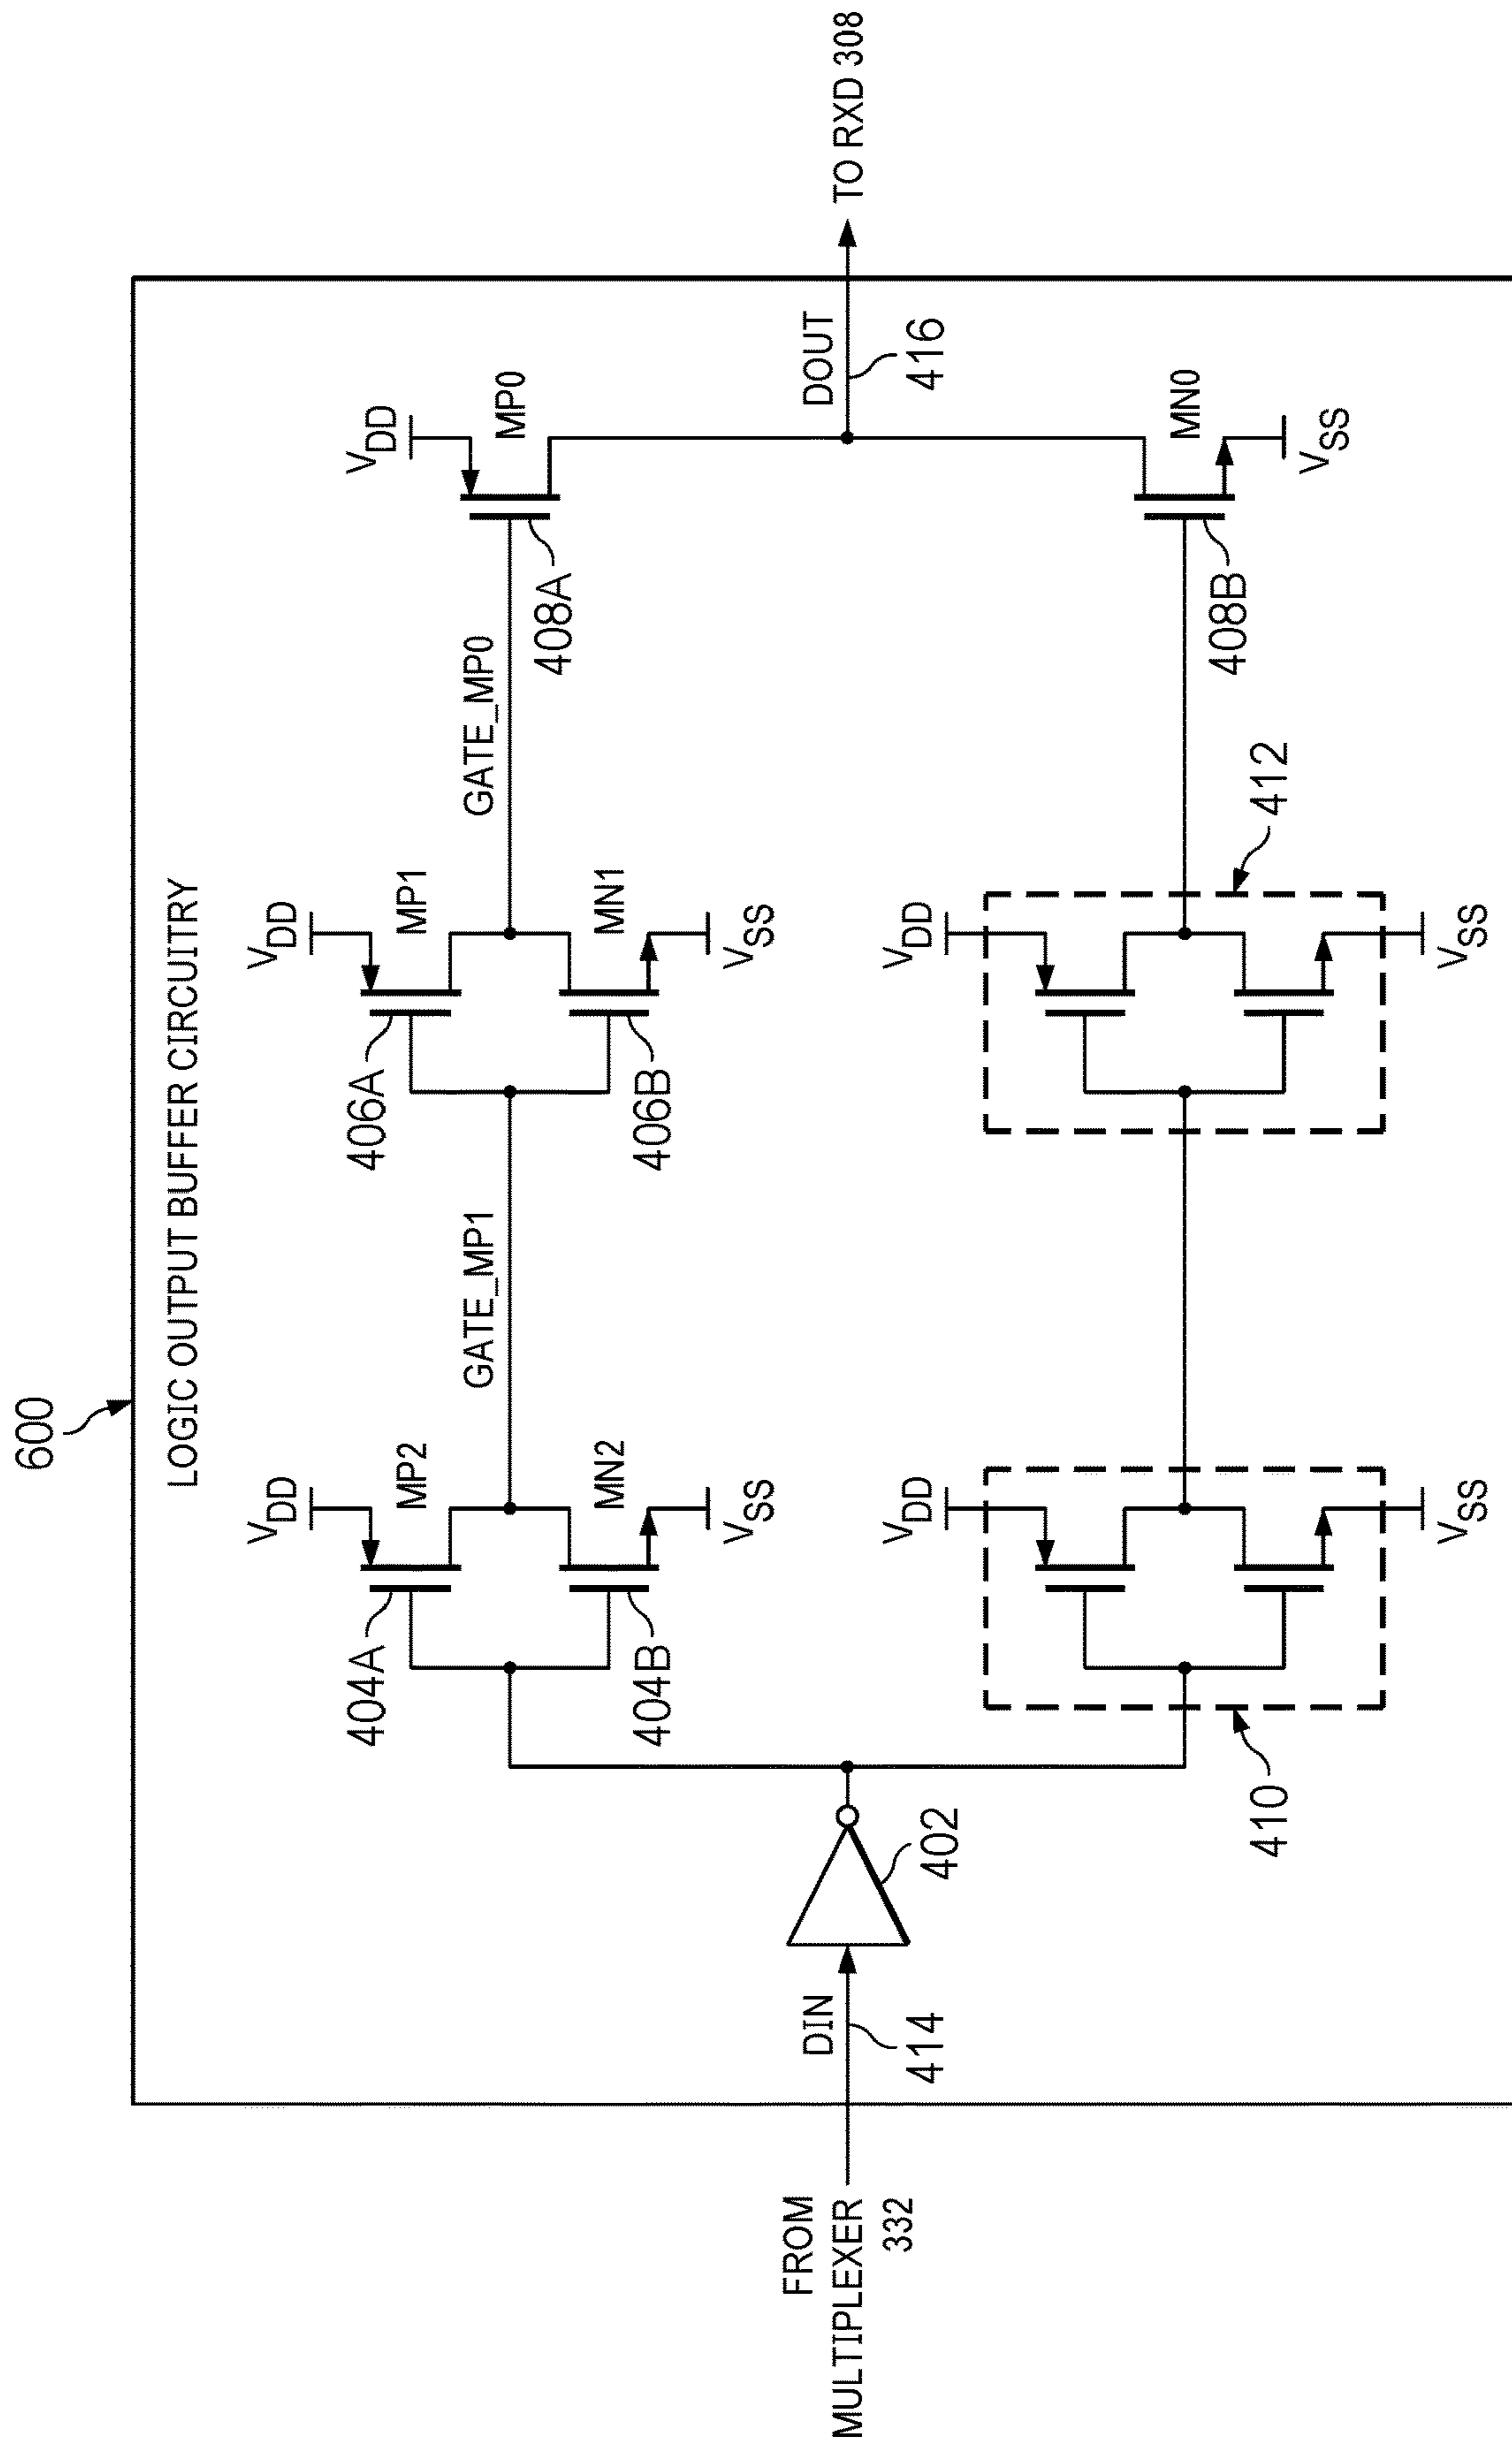 600
LOGIC OUTPUT BUFFER CIRCUITRY
FROM
MULTIPLEXER
332
DIN
414
402
VDD
404A
MP2
MN2
404B
VSS
GATE_MP1
VDD
406A
MP1
MN1
406B
VSS
GATE_MP0
VDD
MP0
408A
DOUT
416
TO RXD 308
VDD
410
VSS
VDD
412
VSS
MN0
408B
VSS